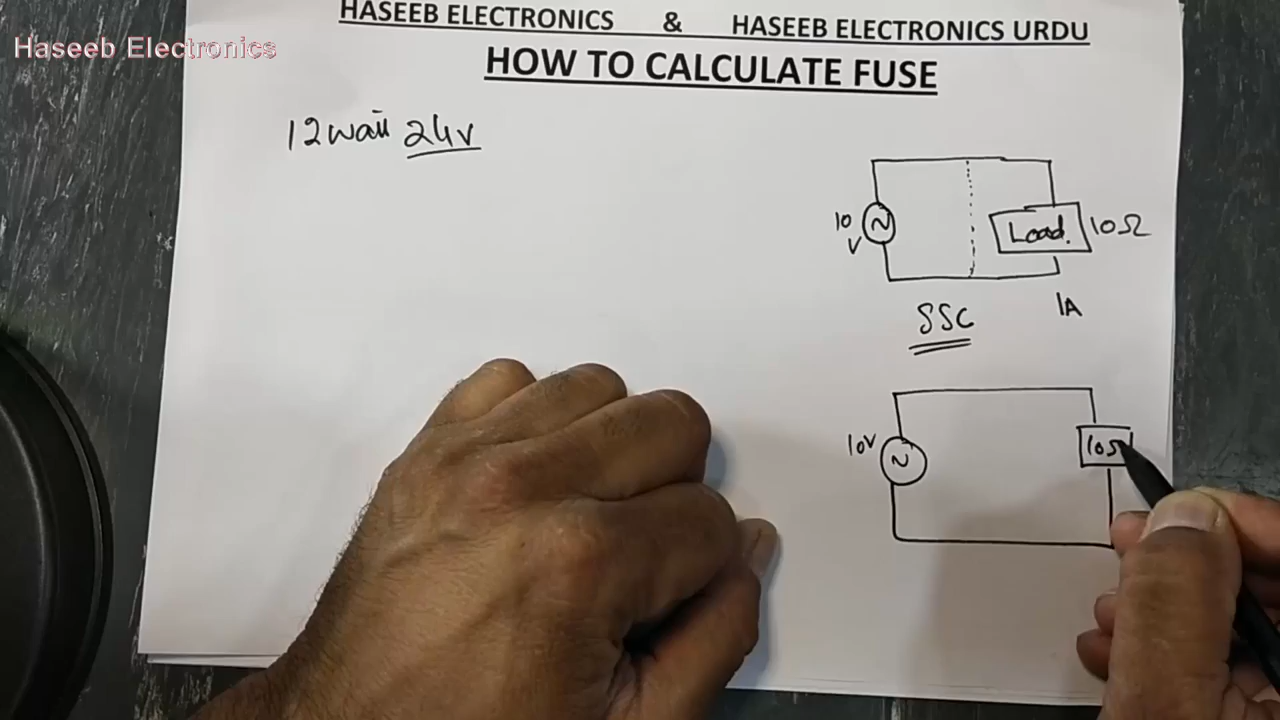 HASEEB ELECTRONICS & HASEEB ELECTRONICS URDU
Haseeb Electronics
HOW TO CALCULATE FUSE
12watt 24v
10
V
Load.
10Ω
1A
SSC
10V
10Ω